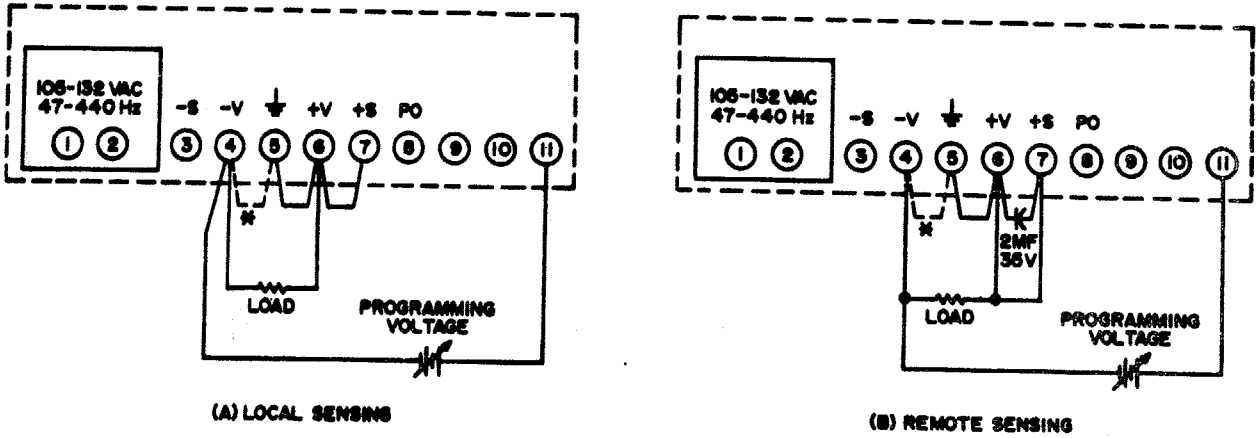 105-132 VAC
47-440 Hz
-S -V +V +S PO
1 2 3 4 5 6 7 8 9 10 11
*
LOAD
PROGRAMMING
VOLTAGE
(A) LOCAL SENSING
105-132 VAC
47-440 Hz
-S -V +V +S PO
1 2 3 4 5 6 7 8 9 10 11
*
2MF
35V
LOAD
PROGRAMMING
VOLTAGE
(B) REMOTE SENSING